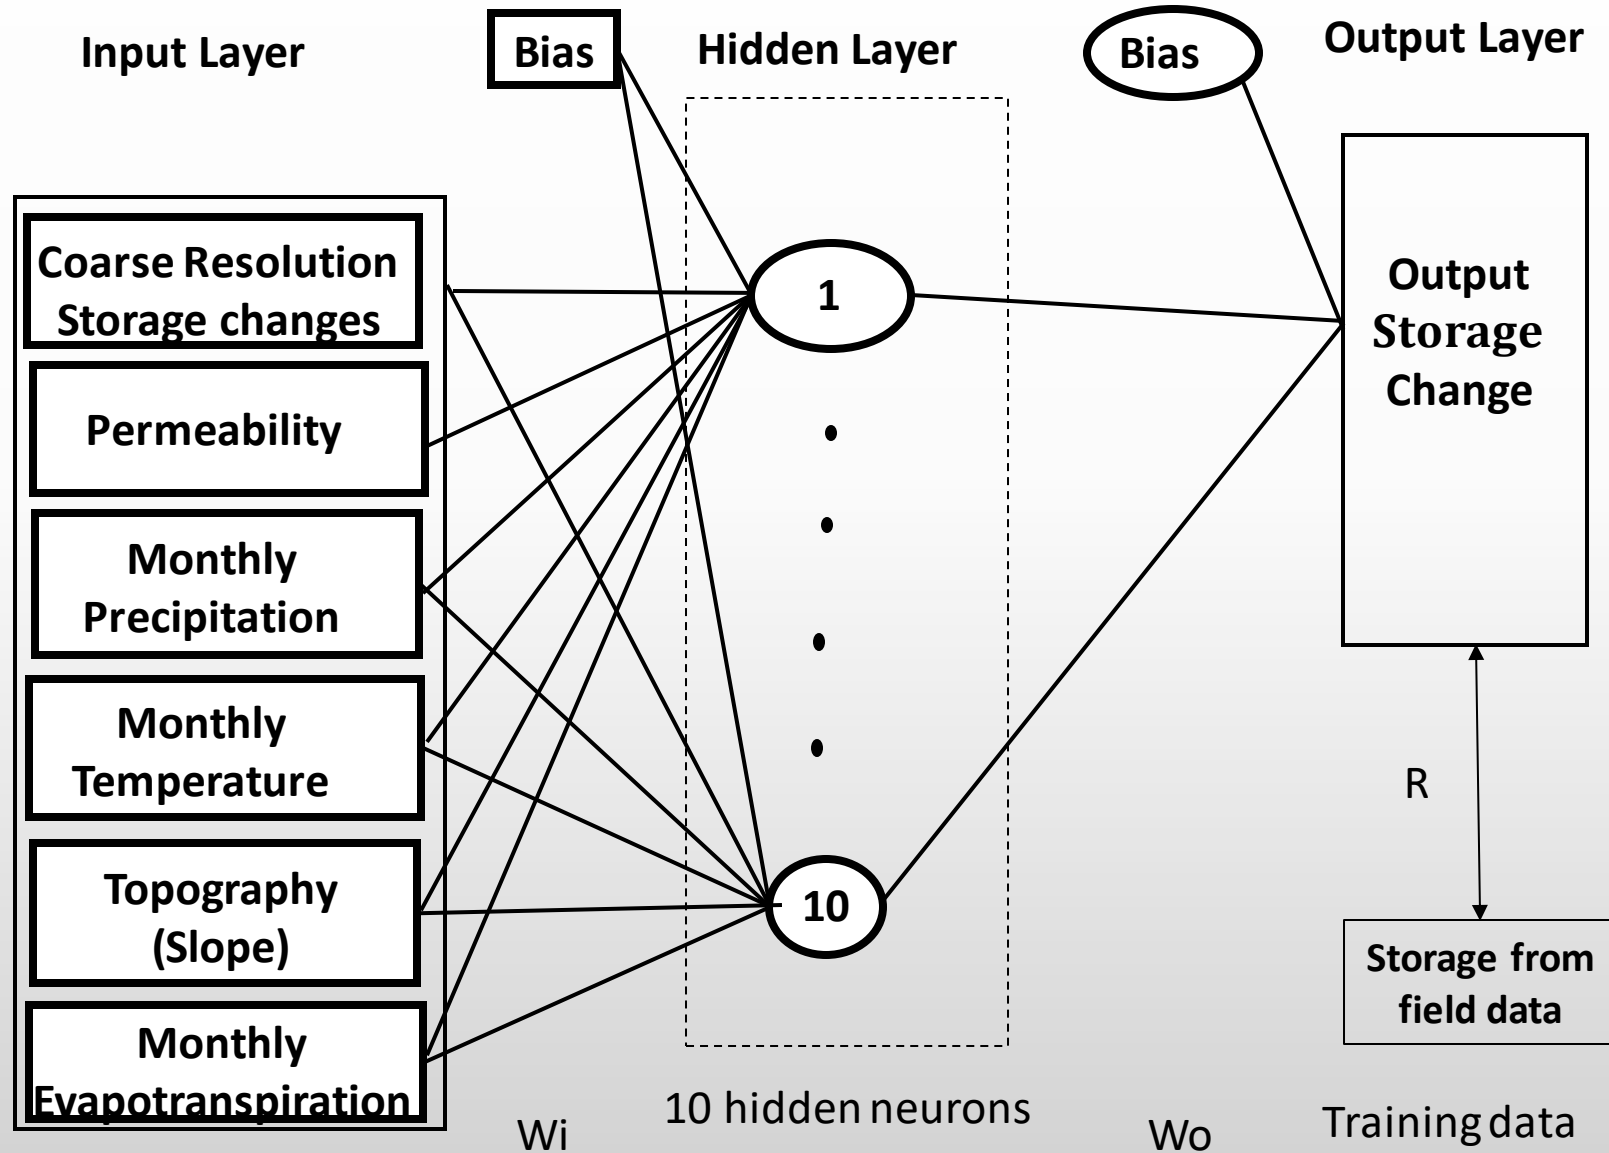 Input Layer
Bias
Hidden Layer
Bias
Output Layer
Coarse Resolution
Storage changes
Permeability
Monthly
Precipitation
Monthly
Temperature
Topography
(Slope)
Monthly
Evapotranspiration
Wi
1
10
10 hidden neurons
Wo
Output
Storage
Change
R
Storage from
field data
Training data